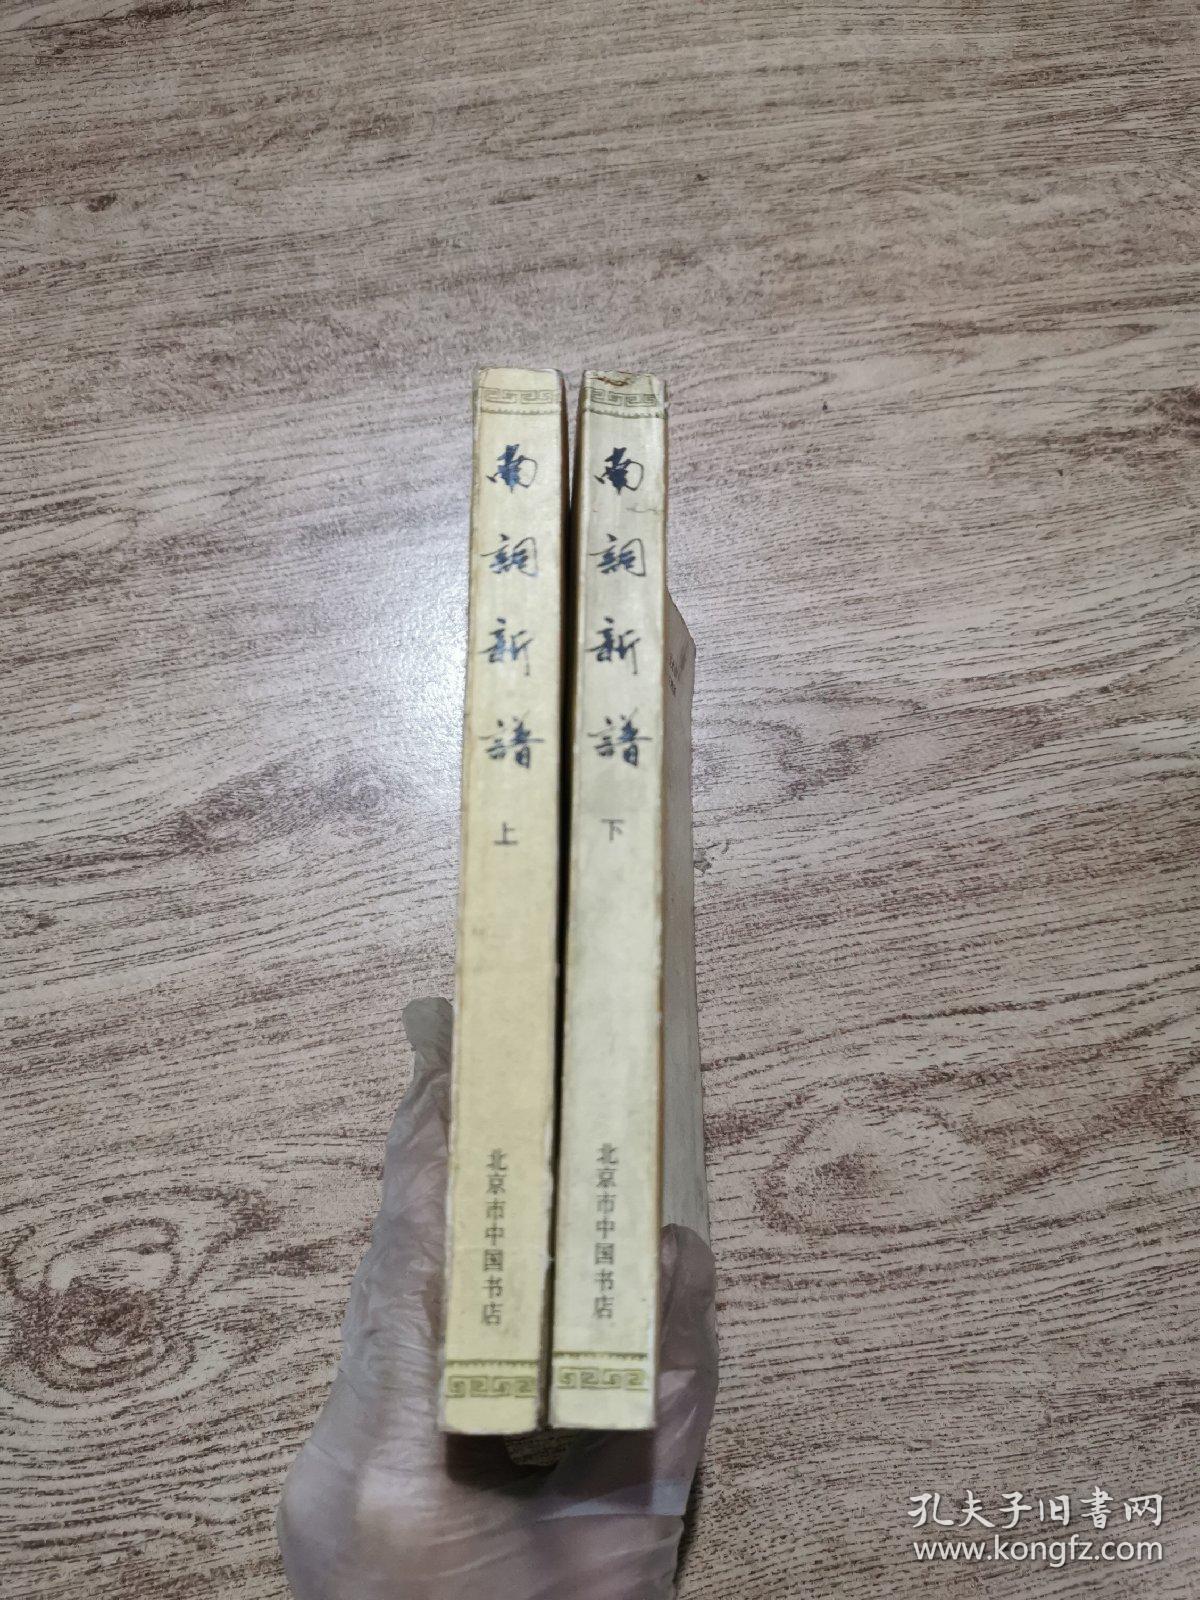 南詞新譜
上
北京市中国书店
南詞新譜
下
北京市中国书店
孔夫子旧書网
www.kongfz.com